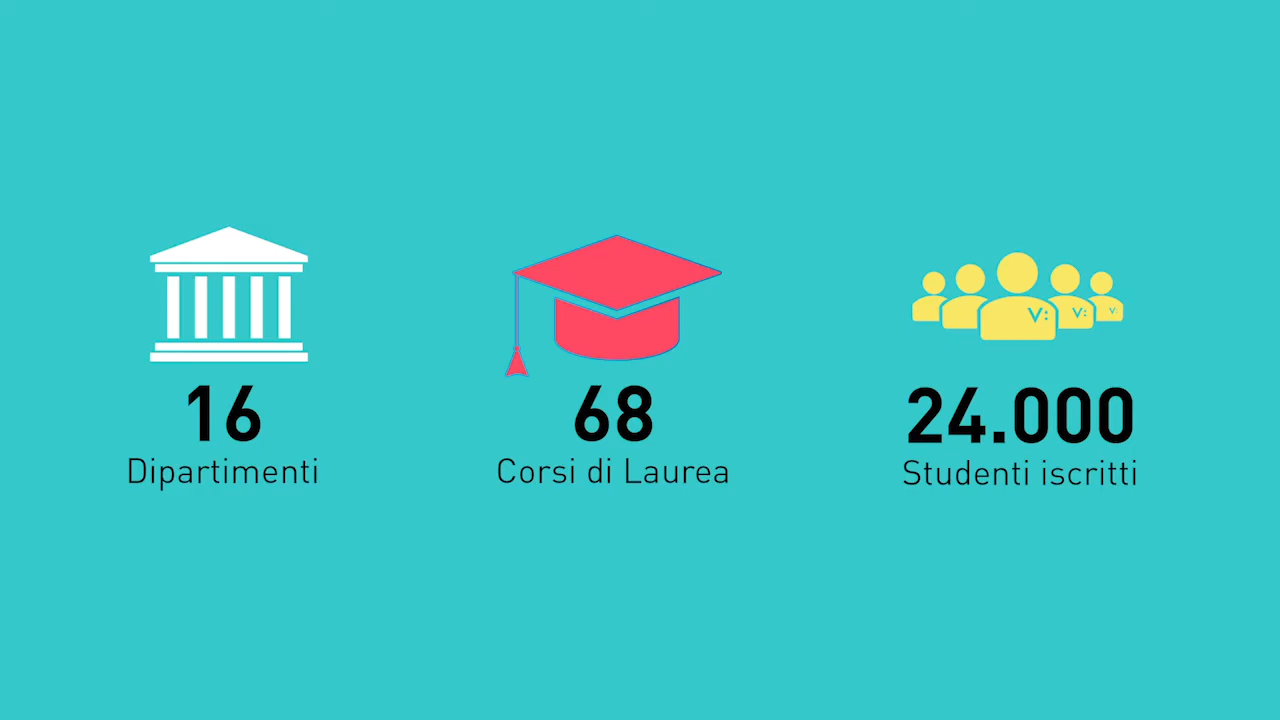 V: V: V:
16
Dipartimenti
68
Corsi di Laurea
24.000
Studenti iscritti